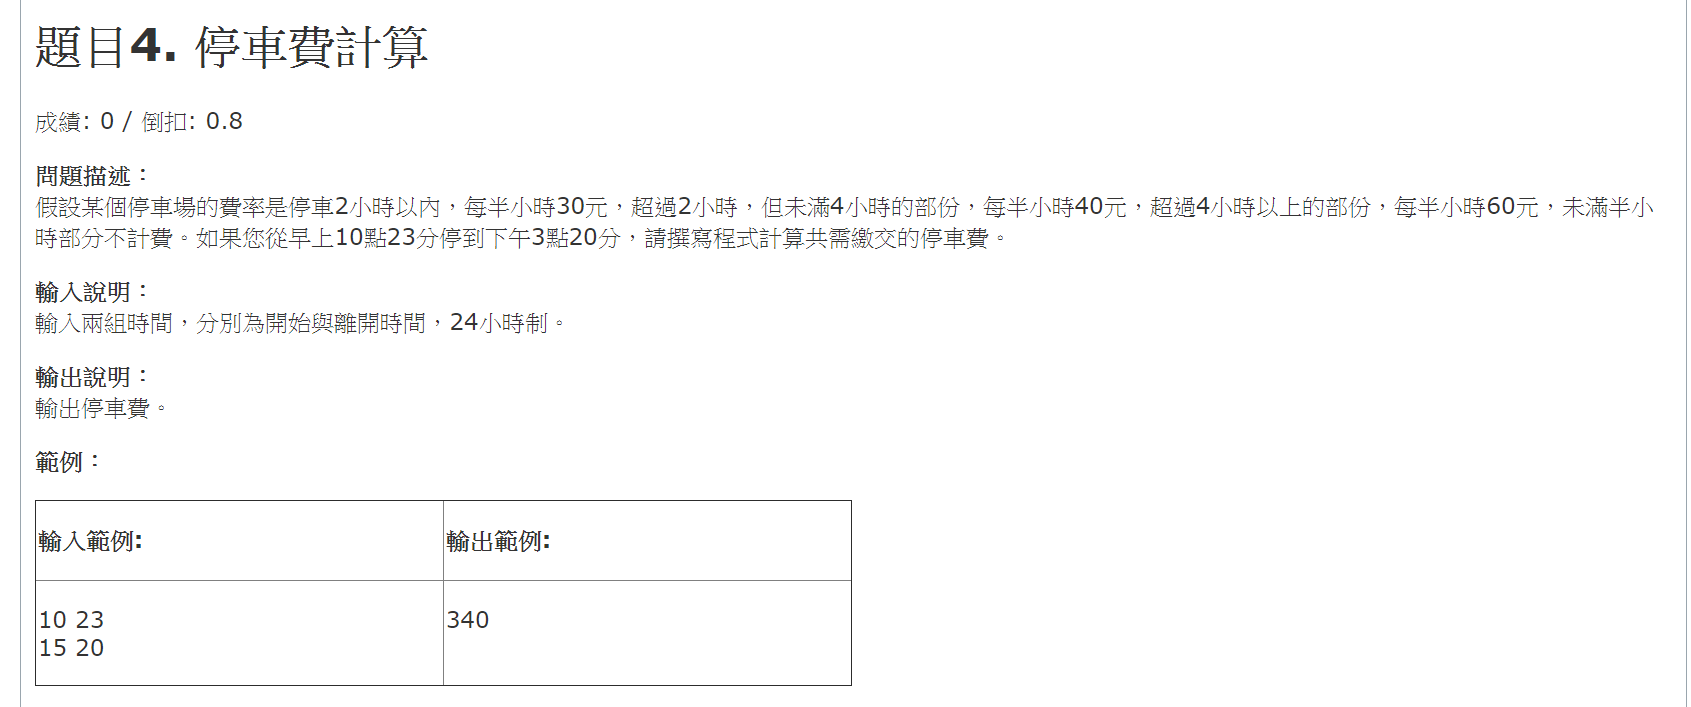 題目4. 停車費計算
成績: 0 / 倒扣: 0.8
問題描述：
假設某個停車場的費率是停車2小時以內，每半小時30元，超過2小時，但未滿4小時的部份，每半小時40元，超過4小時以上的部份，每半小時60元，未滿半小
時部分不計費。如果您從早上10點23分停到下午3點20分，請撰寫程式計算共需繳交的停車費。
輸入說明：
輸入兩組時間，分別為開始與離開時間，24小時制。
輸出說明：
輸出停車費。
範例：
輸入範例: 輸出範例:
10 23 340
15 20